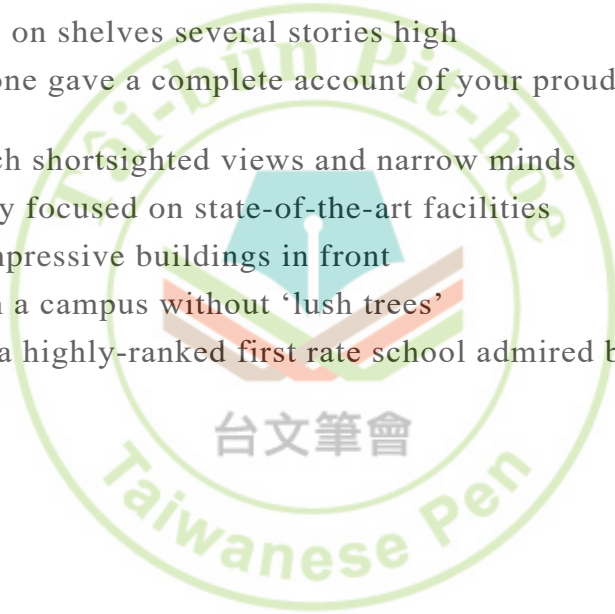 Tâi-bûn Pit-hōe
on shelves several stories high
one gave a complete account of your proud
ch shortsighted views and narrow minds
y focused on state-of-the-art facilities
mpressive buildings in front
a campus without ‘lush trees’
a highly-ranked first rate school admired b
台文筆會
Taiwanese Pen